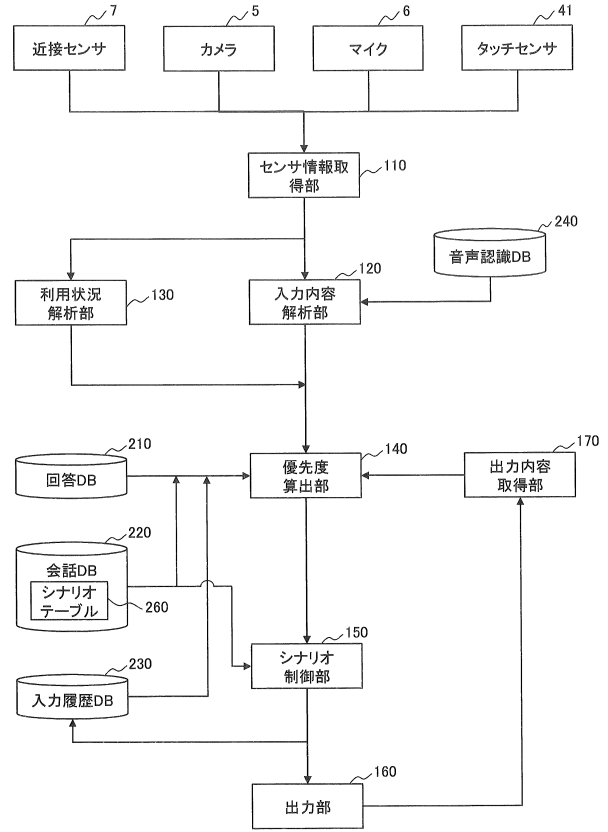 7
5
6
41
近接センサ
カメラ
マイク
タッチセンサ
センサ情報取
得部
110
240
音声認識DB
120
130
利用状況
解析部
入力内容
解析部
210
140
170
回答DB
優先度
算出部
出力内容
取得部
220
会話DB
シナリオ
テーブル
260
150
シナリオ
制御部
230
入力履歴DB
160
出力部